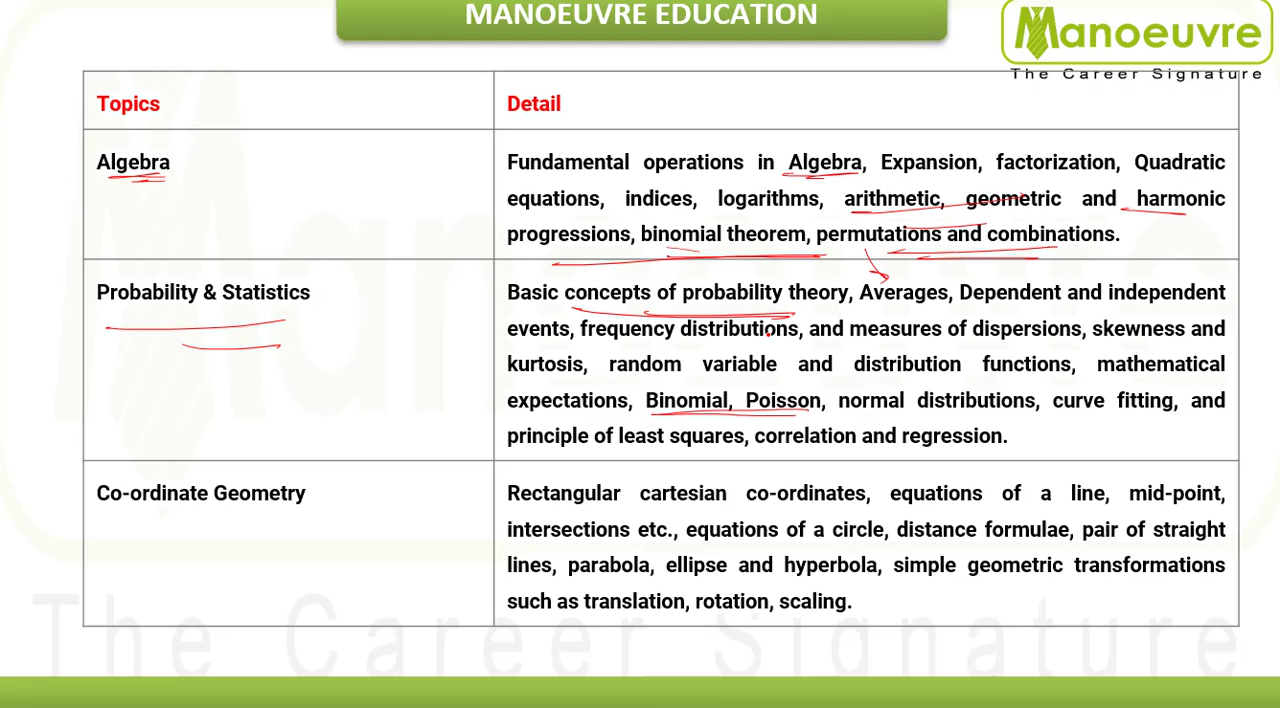 MANOEUVRE EDUCATION
Manoeuvre
The Career Signature
Topics
Detail
Algebra
Fundamental operations in Algebra, Expansion, factorization, Quadratic
equations, indices, logarithms, arithmetic, geometric and harmonic
progressions, binomial theorem, permutations and combinations.
Probability & Statistics
Basic concepts of probability theory, Averages, Dependent and independent
events, frequency distributions, and measures of dispersions, skewness and
kurtosis, random variable and distribution functions, mathematical
expectations, Binomial, Poisson, normal distributions, curve fitting, and
principle of least squares, correlation and regression.
Co-ordinate Geometry
Rectangular cartesian co-ordinates, equations of a line, mid-point,
intersections etc., equations of a circle, distance formulae, pair of straight
lines, parabola, ellipse and hyperbola, simple geometric transformations
such as translation, rotation, scaling.
The Career Signature